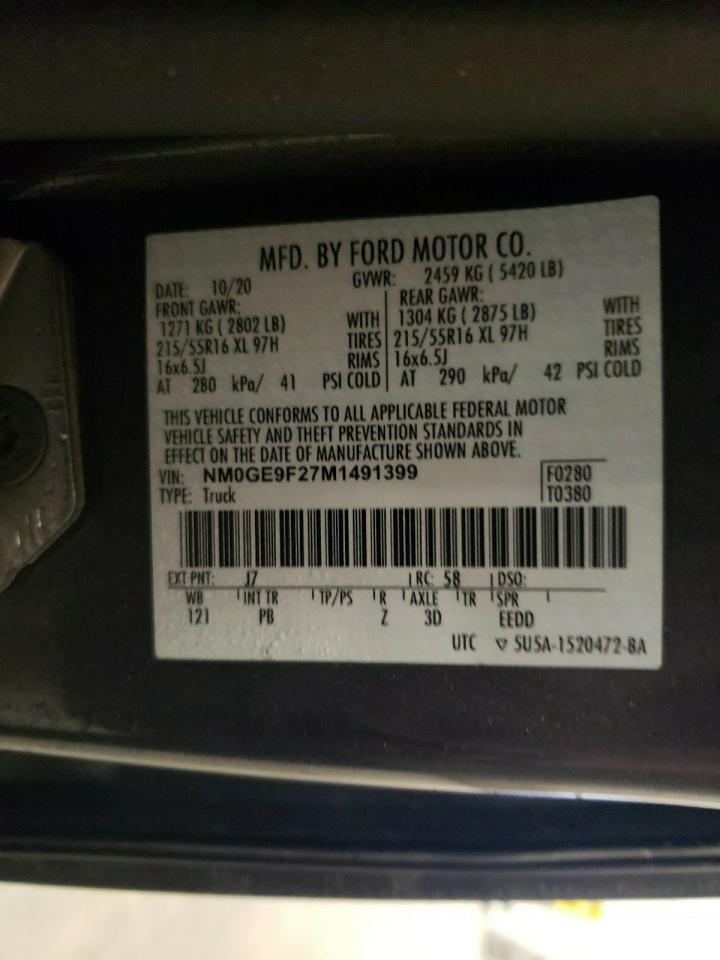 MFD. BY FORD MOTOR CO.
DATE: 10/20 GVWR: 2459 KG ( 5420 LB)
FRONT GAWR: REAR GAWR:
1271 KG ( 2802 LB) WITH 1304 KG ( 2875 LB) WITH
215/55R16 XL 97H TIRES 215/55R16 XL 97H TIRES
16x6.5J RIMS 16x6.5J RIMS
AT 280 kPa/ 41 PSI COLD AT 290 kPa/ 42 PSI COLD
THIS VEHICLE CONFORMS TO ALL APPLICABLE FEDERAL MOTOR
VEHICLE SAFETY AND THEFT PREVENTION STANDARDS IN
EFFECT ON THE DATE OF MANUFACTURE SHOWN ABOVE.
VIN: NM0GE9F27M1491399 F0280
TYPE: Truck T0380
EXT PNT: J7 RC: 58 DSO:
WB INT TR TP/PS R AXLE TR SPR
121 PB Z 3D EEDD
UTC ▽ 5U5A-1520472-BA